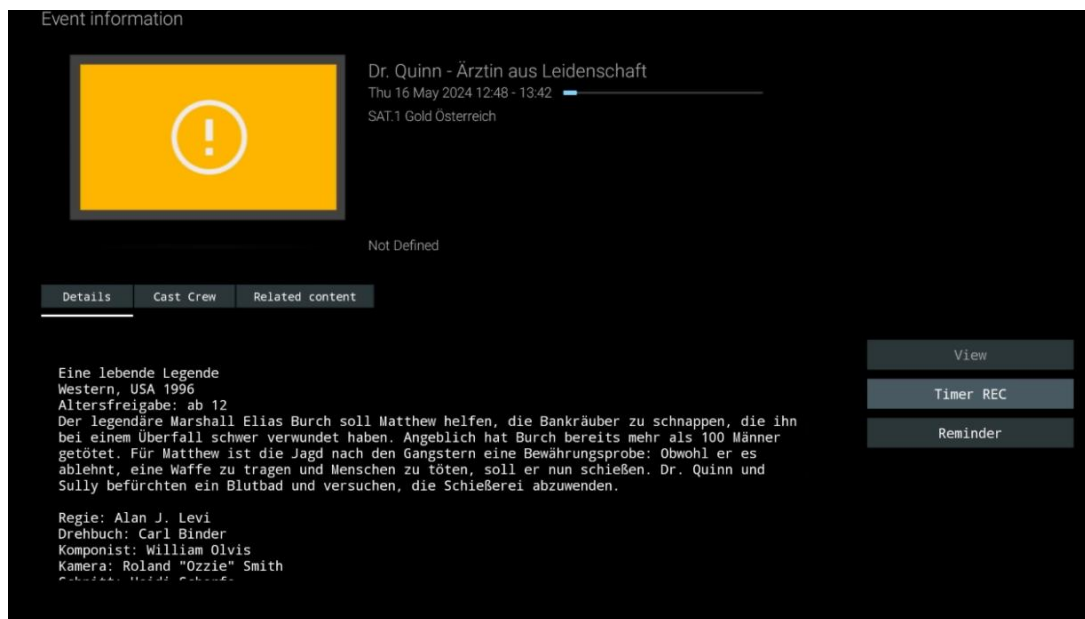 Event information
Dr. Quinn - Ärztin aus Leidenschaft
Thu 16 May 2024 12:48 - 13:42
SAT.1 Gold Österreich
Not Defined
Details Cast Crew Related content
View
Timer REC
Reminder
Eine lebende Legende
Western, USA 1996
Altersfreigabe: ab 12
Der legendäre Marshall Elias Burch soll Matthew helfen, die Bankräuber zu schnappen, die ihn
bei einem Überfall schwer verwundet haben. Angeblich hat Burch bereits mehr als 100 Männer
getötet. Für Matthew ist die Jagd nach den Gangstern eine Bewährungsprobe: Obwohl er es
ablehnt, eine Waffe zu tragen und Menschen zu töten, soll er nun schießen. Dr. Quinn und
Sully befürchten ein Blutbad und versuchen, die Schießerei abzuwenden.
Regie: Alan J. Levi
Drehbuch: Carl Binder
Komponist: William Olvis
Kamera: Roland "Ozzie" Smith